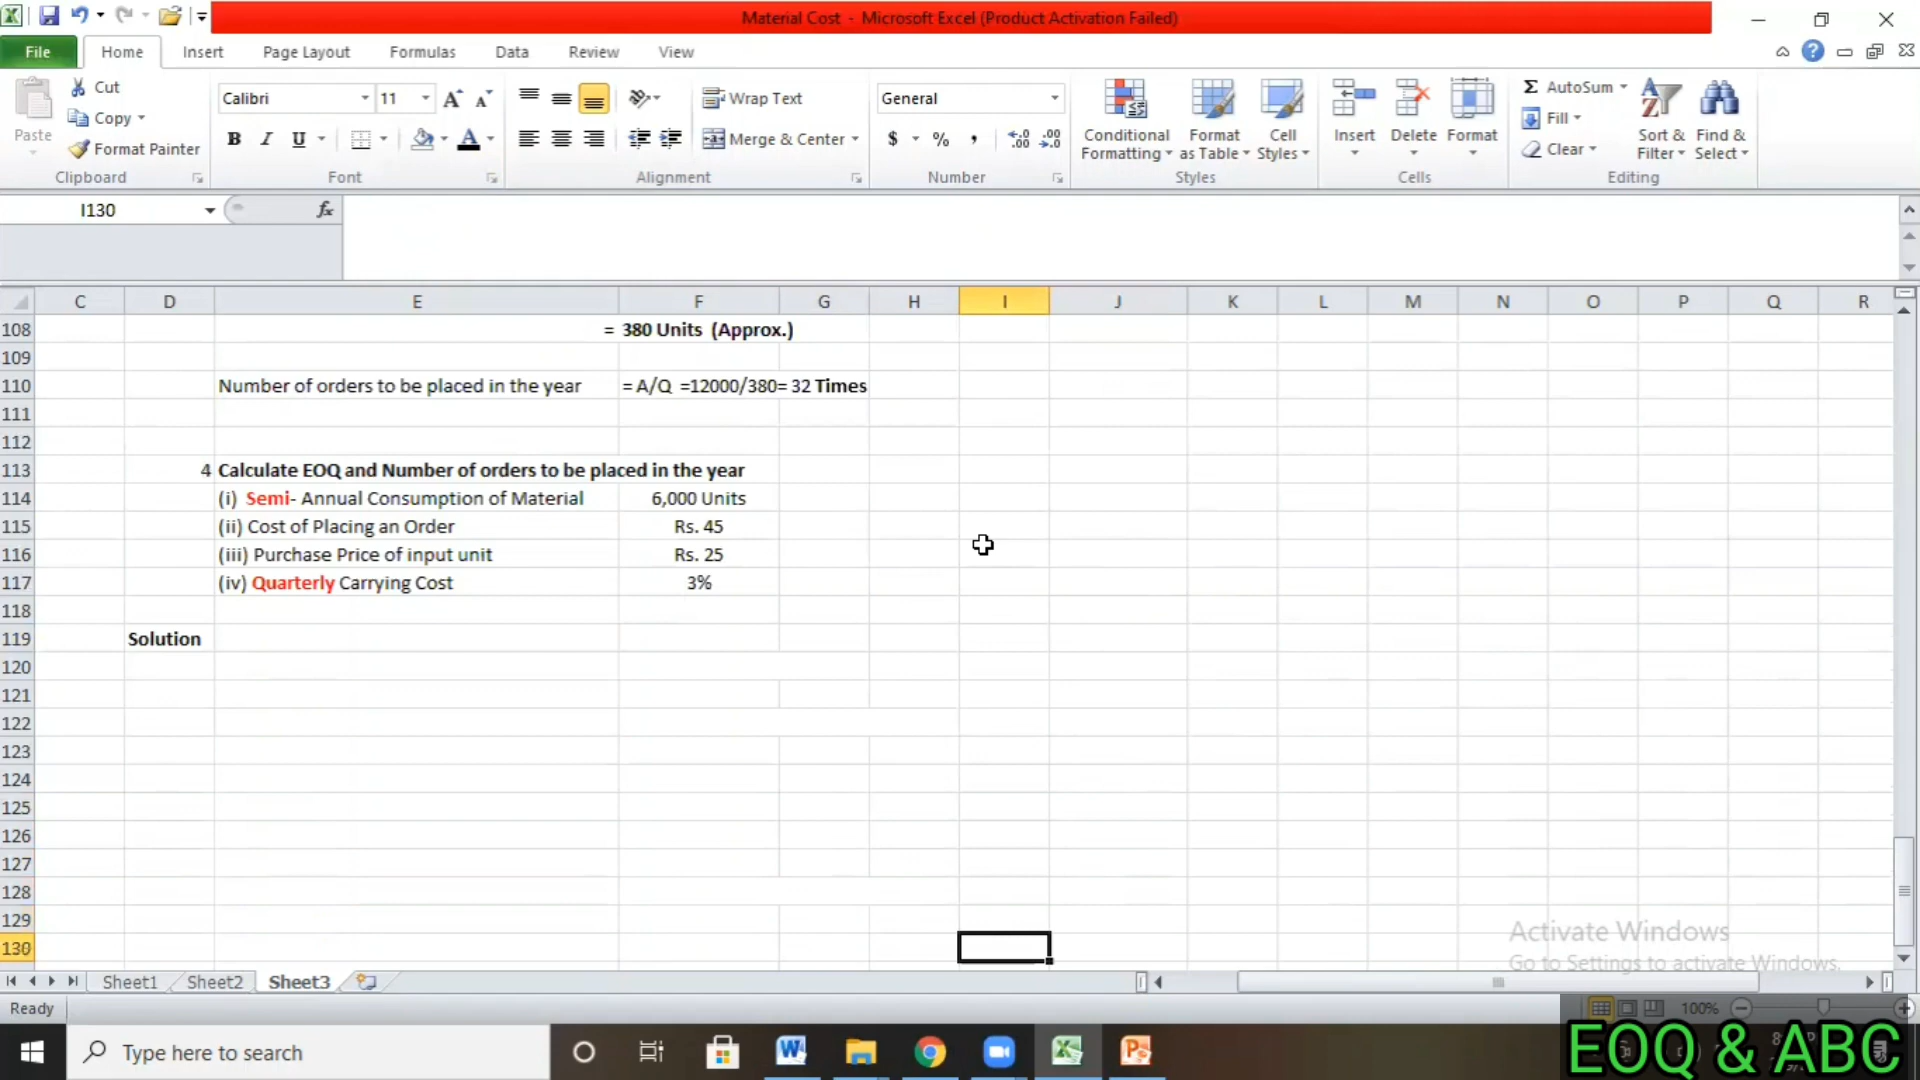 Material Cost - Microsoft Excel (Product Activation Failed)
File Home Insert Page Layout Formulas Data Review View
Paste
Cut
Copy
Format Painter
Clipboard
Calibri 11
B I U
Font
Wrap Text
Merge & Center
Alignment
General
$ % ,
Number
Conditional Formatting
Format as Table
Cell Styles
Styles
Insert Delete Format
Cells
Σ AutoSum
Fill
Clear
Sort & Filter
Find & Select
Editing
I130 fx
C D E F G H I J K L M N O P Q R
108 = 380 Units (Approx.)
109
110 Number of orders to be placed in the year = A/Q =12000/380= 32 Times
111
112
113 4 Calculate EOQ and Number of orders to be placed in the year
114 (i) Semi- Annual Consumption of Material 6,000 Units
115 (ii) Cost of Placing an Order Rs. 45
116 (iii) Purchase Price of input unit Rs. 25
117 (iv) Quarterly Carrying Cost 3%
118
119 Solution
120
121
122
123
124
125
126
127
128
129
130
Activate Windows
Go to Settings to activate Windows.
Sheet1 Sheet2 Sheet3
Ready 100%
Type here to search
EOQ & ABC